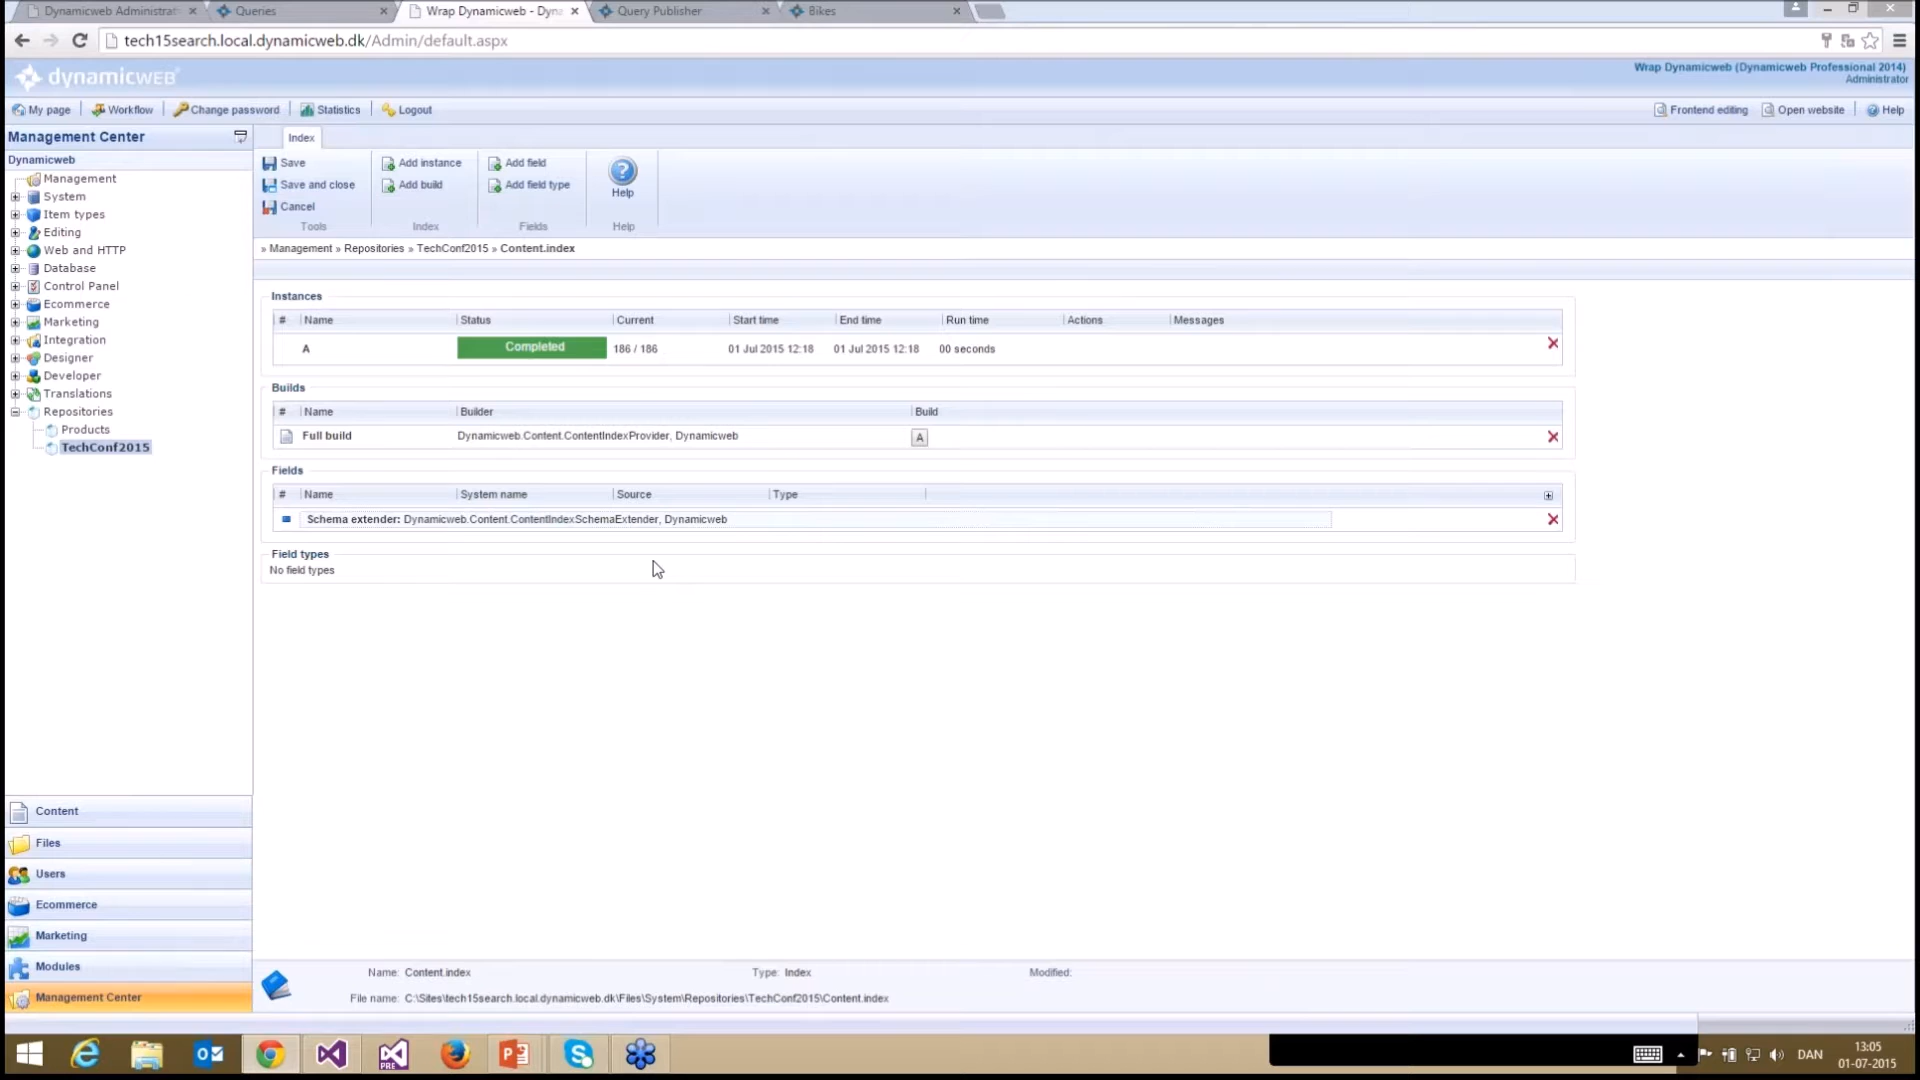 Dynamicweb Administrat
Queries
Wrap Dynamicweb - Dyna
Query Publisher
Bikes
tech15search.local.dynamicweb.dk/Admin/default.aspx
dynamicweb
Wrap Dynamicweb (Dynamicweb Professional 2014)
Administrator
My page
Workflow
Change password
Statistics
Logout
Frontend editing
Open website
Help
Management Center
Dynamicweb
Management
System
Item types
Editing
Web and HTTP
Database
Control Panel
Ecommerce
Marketing
Integration
Designer
Developer
Translations
Repositories
Products
TechConf2015
Index
Save
Save and close
Cancel
Tools
Add instance
Add build
Index
Add field
Add field type
Fields
Help
Help
» Management » Repositories » TechConf2015 » Content.index
Instances
# Name Status Current Start time End time Run time Actions Messages
A Completed 186 / 186 01 Jul 2015 12:18 01 Jul 2015 12:18 00 seconds
Builds
# Name Builder Build
Full build Dynamicweb.Content.ContentIndexProvider, Dynamicweb A
Fields
# Name System name Source Type
Schema extender: Dynamicweb.Content.ContentIndexSchemaExtender, Dynamicweb
Field types
No field types
Content
Files
Users
Ecommerce
Marketing
Modules
Management Center
Name: Content.index Type: Index Modified:
File name: C:\Sites\tech15search.local.dynamicweb.dk\Files\System\Repositories\TechConf2015\Content.index
PRE
DAN
13:05
01-07-2015